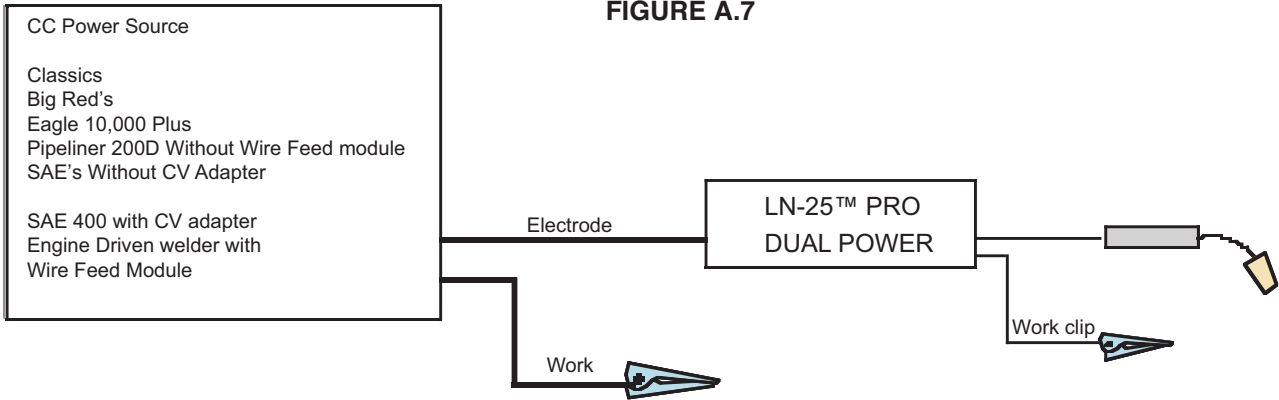 FIGURE A.7
CC Power Source
Classics
Big Red's
Eagle 10,000 Plus
Pipeliner 200D Without Wire Feed module
SAE's Without CV Adapter
SAE 400 with CV adapter
Engine Driven welder with
Wire Feed Module
Electrode
LN-25™ PRO
DUAL POWER
Work clip
Work